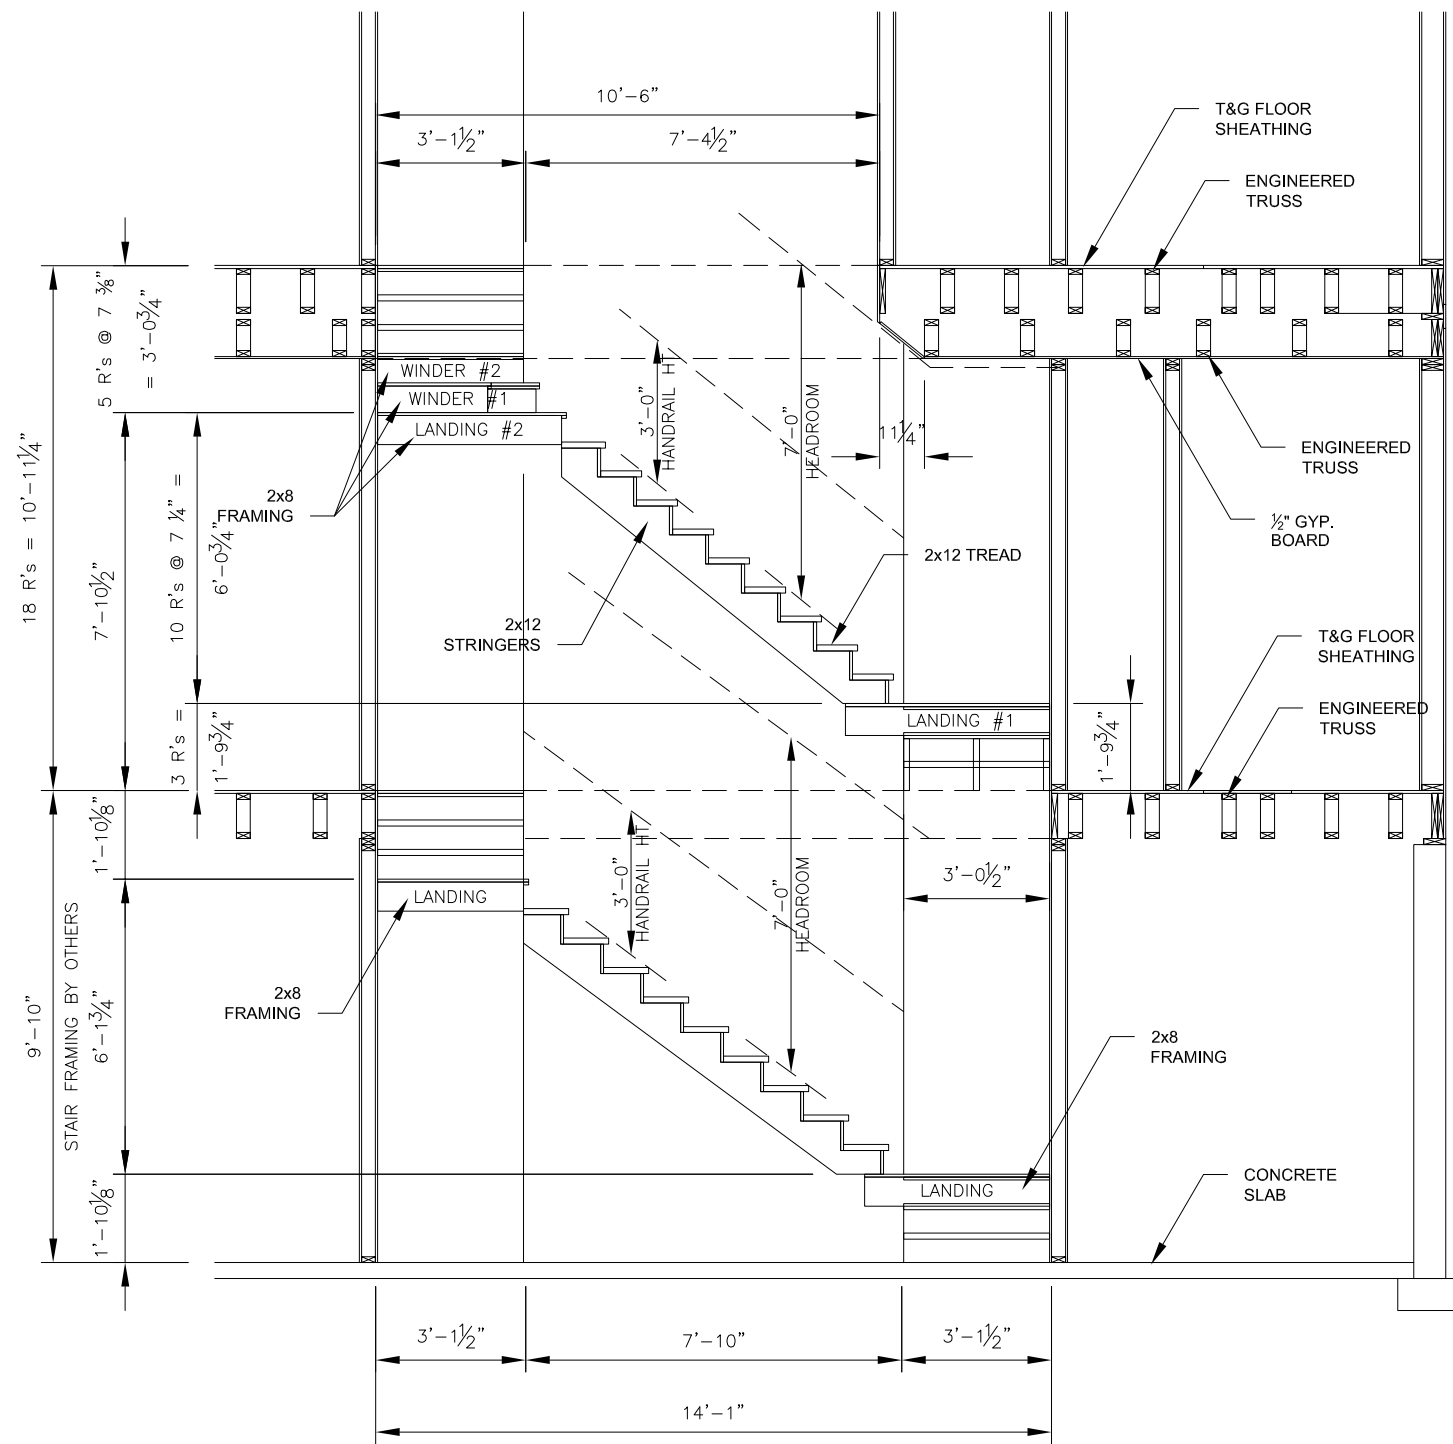 10'-6"
3'-1½"
7'-4½"
T&G FLOOR
SHEATHING
ENGINEERED
TRUSS
5 R's @ 7 ⅜"
= 3'-0¾"
WINDER #2
WINDER #1
LANDING #2
3'-0"
HANDRAIL HT
7'-0"
HEADROOM
11¼"
ENGINEERED
TRUSS
½" GYP.
BOARD
18 R's = 10'-11¼"
7'-10½"
10 R's @ 7 ¼" =
6'-0¾"
2x8
FRAMING
2x12 TREAD
2x12
STRINGERS
T&G FLOOR
SHEATHING
ENGINEERED
TRUSS
3 R's =
1'-9¾"
LANDING #1
1'-9¾"
1'-10⅛"
LANDING
3'-0"
HANDRAIL HT
7'-0"
HEADROOM
3'-0½"
9'-10"
STAIR FRAMING BY OTHERS
6'-1¾"
2x8
FRAMING
2x8
FRAMING
1'-10⅛"
LANDING
CONCRETE
SLAB
3'-1½"
7'-10"
3'-1½"
14'-1"